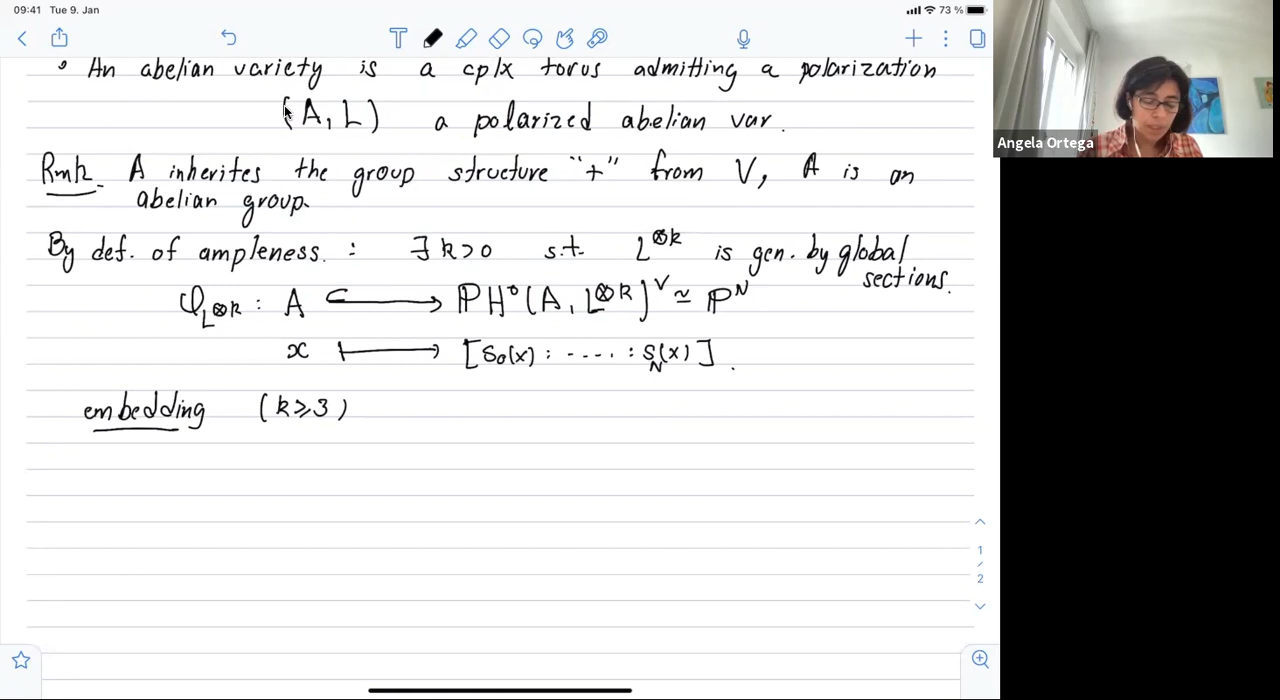 09:41 Tue 9. Jan
73 %
• An abelian variety is a cplx torus admitting a polarization
(A, L) a polarized abelian var.
Rmk. A inherites the group structure "+" from V, A is an
abelian group.
By def. of ampleness : ∃ k>0 s.t. L^{⊗k} is gen. by global
sections.
φ_{L^{⊗k}} : A ↪ ℙH⁰(A, L^{⊗k})^∨ ≃ ℙ^N
x ⟼ [s₀(x) : ---- : s_N(x)].
embedding (k⩾3)
1
/
2
Angela Ortega